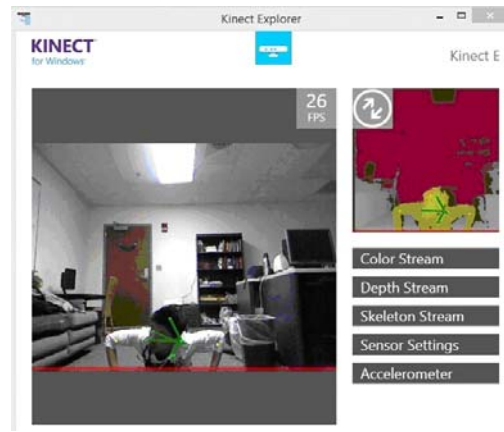 Kinect Explorer
KINECT
for Windows
Kinect E
26
FPS
Color Stream
Depth Stream
Skeleton Stream
Sensor Settings
Accelerometer